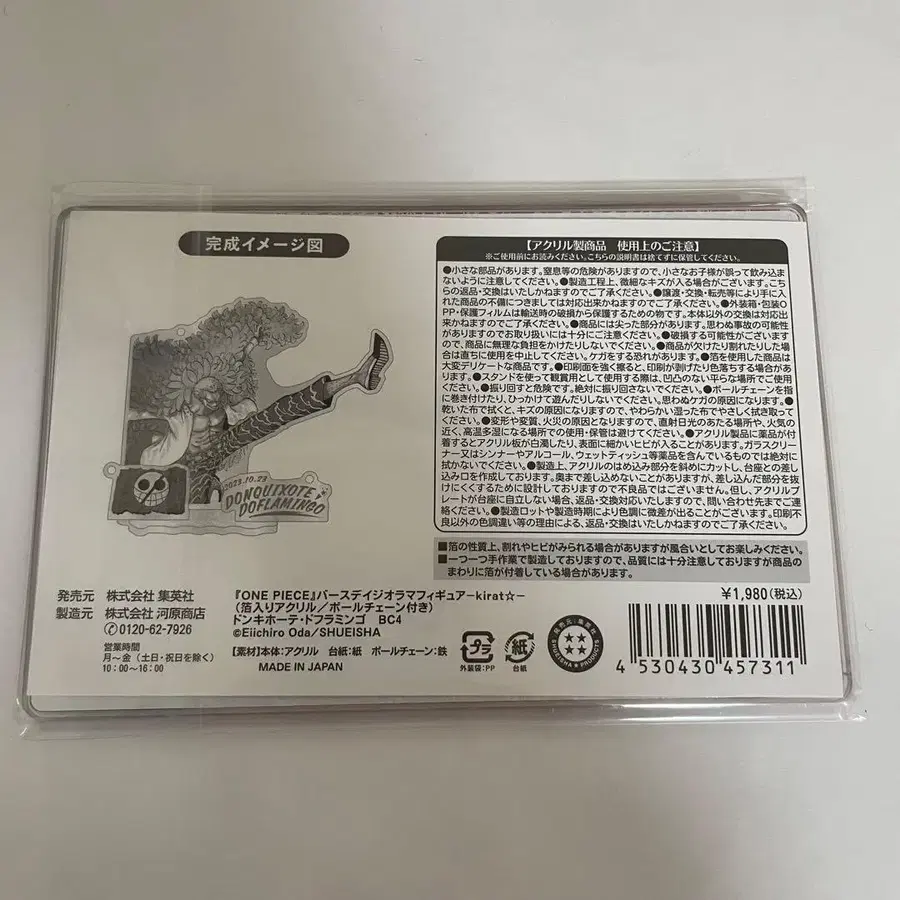 完成イメージ図
2023.10.23
DONQUIXOTE
DOFLAMINGO
【アクリル製商品 使用上のご注意】
※ご使用前にお読みください。こちらの説明書は捨てずに保管してください。
●小さな部品があります。窒息等の危険がありますので、小さなお子様が誤って飲み込まないように注意してください。●製造工程上、微細なキズが入る場合がございます。こちらの返品・交換はいたしかねますのでご了承ください。●譲渡・交換・転売等により手に入れた商品の不備につきましては対応出来かねますのでご了承ください。●外装箱・包装OPP・保護フィルムは輸送時の破損から保護するための物です。本体以外の交換は対応出来かねますのでご了承ください。●商品には尖った部分があります。思わぬ事故の可能性がありますのでお取り扱いには十分にご注意ください。●破損する可能性がございますので、商品に無理な負担をかけたりしないでください。●商品が欠けたり割れたりした場合は直ちに使用を中止してください。ケガをする恐れがあります。●箔を使用した商品は大変デリケートな商品です。●印刷面を強く擦ると、印刷が剥げたり色落ちする場合があります。●スタンドを使って観賞用として使用する際は、凹凸のない平らな場所でご使用ください。●振り回すと危険です。絶対に振り回さないでください。●ボールチェーンを指に巻き付けたり、ひっかけて遊んだりしないでください。思わぬケガの原因になります。●乾いた布で拭くと、キズの原因になりますので、やわらかい湿った布でやさしく拭き取ってください。●変形や変質、火災の原因となりますので、直射日光のあたる場所や、火気の近く、高温多湿になる場所での使用・保管は避けてください。●アクリル製品に薬品が付着するとアクリル板が白濁したり、表面に細かいヒビが入ることがございます。ガラスクリーナー又はシンナーやアルコール、ウェットティッシュ等薬品を含んでいるものでは絶対に拭かないでください。●製造上、アクリルのはめ込み部分を斜めにカットし、台座との差し込み口を作成しております。奥まで差し込めないことがありますが、差し込んだ部分を抜けにくくするために設計しておりますので不良品ではございません。但し、アクリルプレートが台座に自立しない場合、返品・交換対応いたしますので、問い合わせ先までご連絡ください。●製造ロットや製造時期により色調に微差が出ることがございます。印刷不良以外の色調違い等の理由による、返品・交換はいたしかねますのでご了承ください。
■箔の性質上、割れやヒビがみられる場合がありますが風合いとしてお楽しみください。
■一つ一つ手作業で製造しておりますので、品質には十分注意しておりますが商品のまわりに箔が付着している場合があります。
発売元 株式会社 集英社
製造元 株式会社 河原商店
0120-62-7926
営業時間
月〜金（土日・祝日を除く）
10：00〜16：00
『ONE PIECE』バースデイジオラマフィギュア-kirat☆-
（箔入りアクリル／ボールチェーン付き）
ドンキホーテ・ドフラミンゴ BC4
©Eiichiro Oda/SHUEISHA
【素材】本体：アクリル 台紙：紙 ボールチェーン：鉄
MADE IN JAPAN
プラ
外装袋：PP
紙
台紙
発売元：集英社
SHUEISHA PRODUCTS
¥1,980（税込）
4 530430 457311